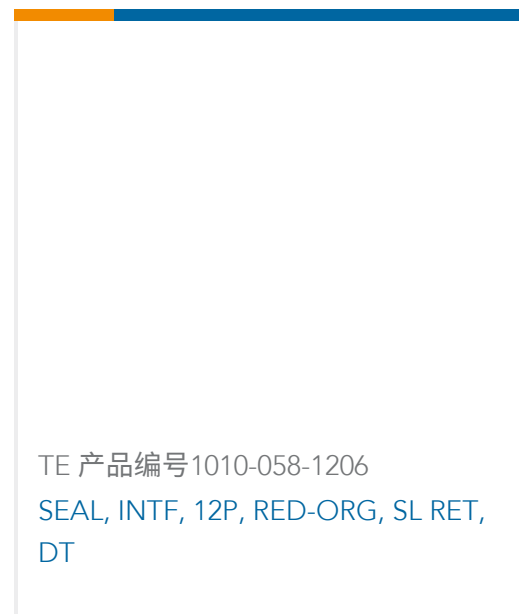 TE 产品编号1010-058-1206
SEAL, INTF, 12P, RED-ORG, SL RET,
DT